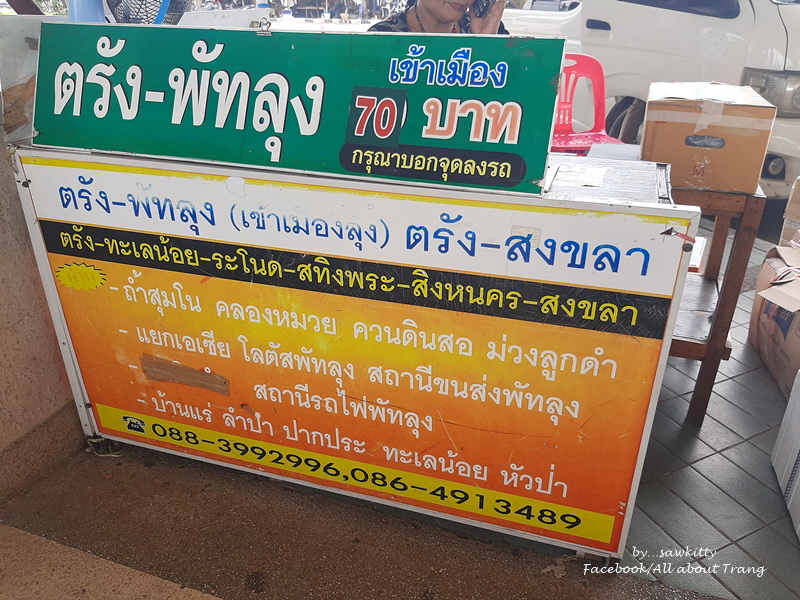 ตรัง-พัทลุง
เข้าเมือง
70 บาท
กรุณาบอกจุดลงรถ
ตรัง-พัทลุง (เข้าเมืองลุง) ตรัง-สงขลา
ตรัง-ทะเลน้อย-ระโนด-สทิงพระ-สิงหนคร-สงขลา
-ถ้ำสุมโน คลองหมวย ควนดินสอ ม่วงลูกดำ
- แยกเอเซีย โลตัสพัทลุง สถานีขนส่งพัทลุง
- สถานีรถไฟพัทลุง
-บ้านแร่ ลำปำ ปากประ ทะเลน้อย หัวป่า
☎ 088-3992996,086-4913489
by...sawkitty
Facebook/All about Trang